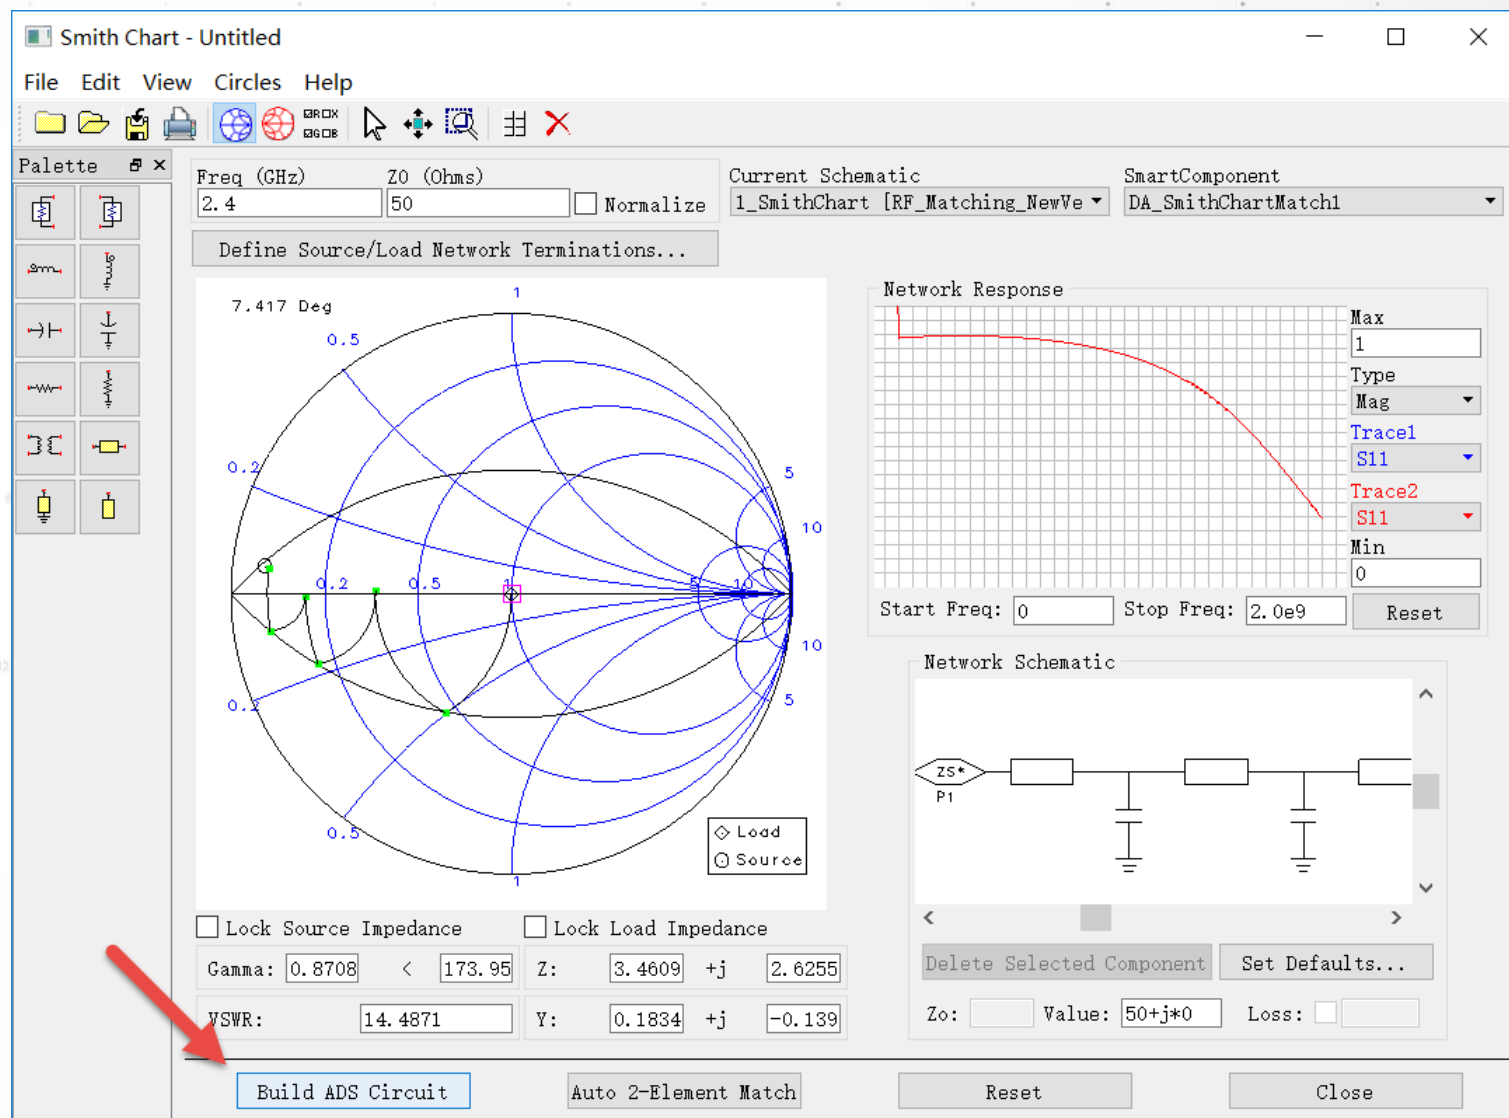 Smith Chart - Untitled
File Edit View Circles Help
Palette
Freq (GHz) Z0 (Ohms)
2.4 50 Normalize
Current Schematic SmartComponent
1_SmithChart [RF_Matching_NewVe DA_SmithChartMatch1
Define Source/Load Network Terminations...
7.417 Deg
1
0.5
0.2
5
10
0.2 0.5 1 5 10
10
5
0.2
0.5
1
Load
Source
Network Response
Max
1
Type
Mag
Trace1
S11
Trace2
S11
Min
0
Start Freq: 0 Stop Freq: 2.0e9 Reset
Network Schematic
ZS*
P1
Lock Source Impedance Lock Load Impedance
Gamma: 0.8708 < 173.95 Z: 3.4609 +j 2.6255
VSWR: 14.4871 Y: 0.1834 +j -0.139
Delete Selected Component Set Defaults...
Zo: Value: 50+j*0 Loss:
Build ADS Circuit Auto 2-Element Match Reset Close